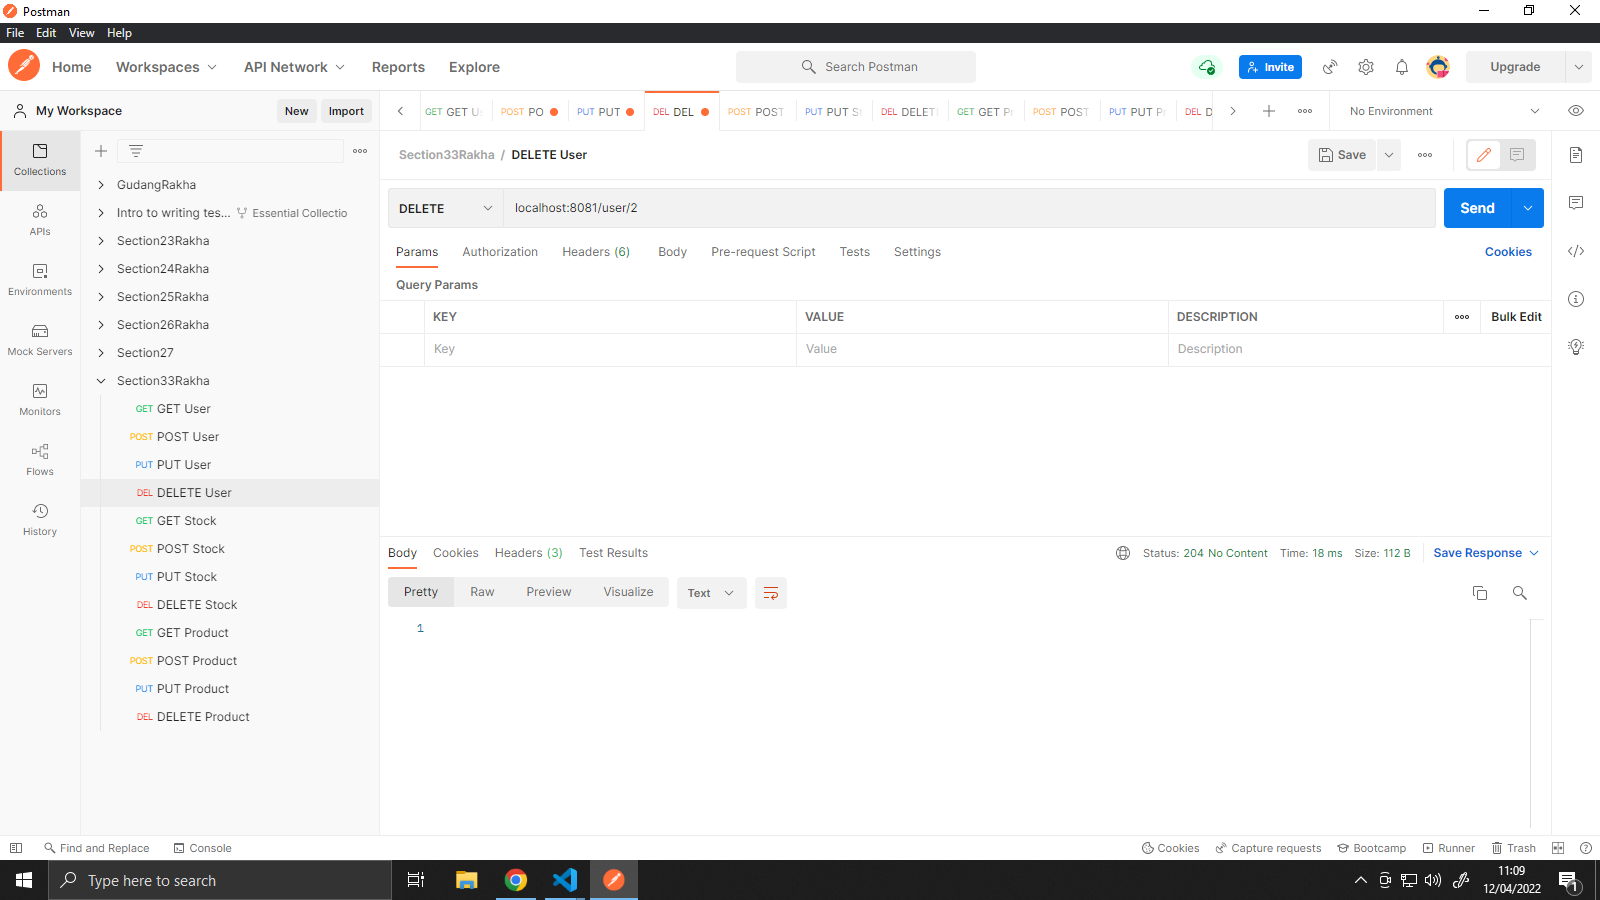 Postman
File Edit View Help
Home Workspaces API Network Reports Explore Search Postman Invite Upgrade
My Workspace New Import GET GET Us POST PO PUT PUT DEL DEL POST POST PUT PUT St DEL DELET GET GET Pr POST POST PUT PUT Pr DEL D No Environment
Section33Rakha / DELETE User Save
DELETE localhost:8081/user/2 Send
Params Authorization Headers (6) Body Pre-request Script Tests Settings Cookies
Query Params
KEY VALUE DESCRIPTION Bulk Edit
Key Value Description
Collections
APIs
Environments
Mock Servers
Monitors
Flows
History
GudangRakha
Intro to writing tes... Essential Collectio
Section23Rakha
Section24Rakha
Section25Rakha
Section26Rakha
Section27
Section33Rakha
GET GET User
POST POST User
PUT PUT User
DEL DELETE User
GET GET Stock
POST POST Stock
PUT PUT Stock
DEL DELETE Stock
GET GET Product
POST POST Product
PUT PUT Product
DEL DELETE Product
Body Cookies Headers (3) Test Results Status: 204 No Content Time: 18 ms Size: 112 B Save Response
Pretty Raw Preview Visualize Text
1
Find and Replace Console Cookies Capture requests Bootcamp Runner Trash
Type here to search 11:09
12/04/2022 1